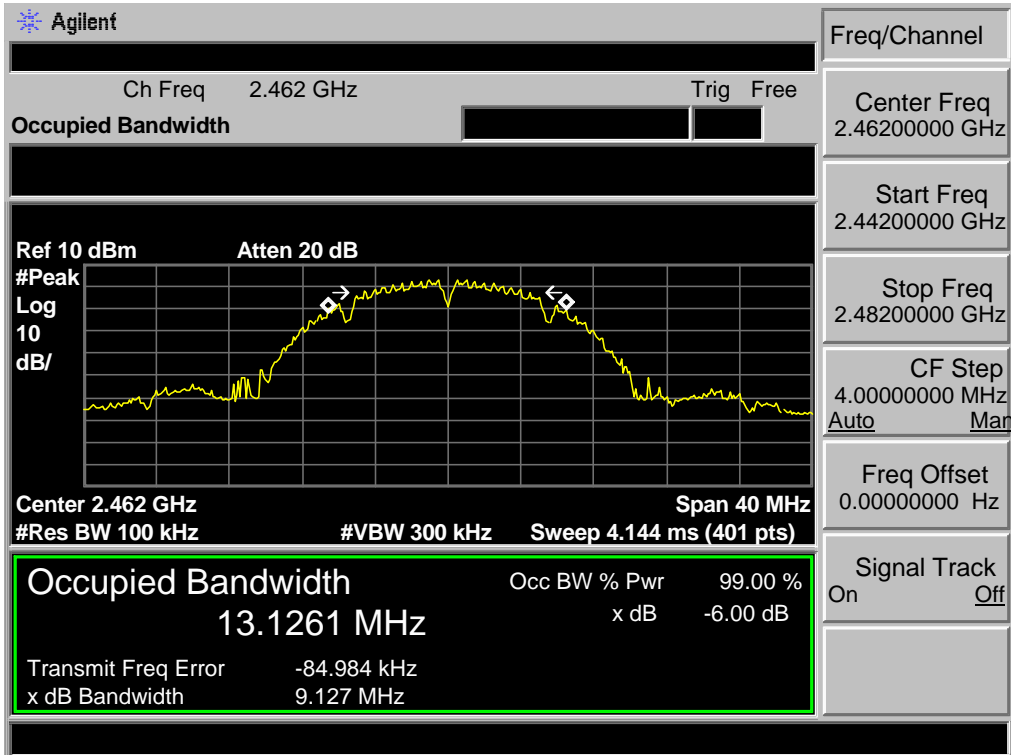 Agilent
Freq/Channel
Ch Freq 2.462 GHz Trig Free
Occupied Bandwidth
Center Freq
2.46200000 GHz
Start Freq
2.44200000 GHz
Stop Freq
2.48200000 GHz
CF Step
4.00000000 MHz
Auto Man
Freq Offset
0.00000000 Hz
Signal Track
On Off
Ref 10 dBm Atten 20 dB
#Peak
Log
10
dB/
Center 2.462 GHz Span 40 MHz
#Res BW 100 kHz #VBW 300 kHz Sweep 4.144 ms (401 pts)
Occupied Bandwidth Occ BW % Pwr 99.00 %
13.1261 MHz x dB -6.00 dB
Transmit Freq Error -84.984 kHz
x dB Bandwidth 9.127 MHz